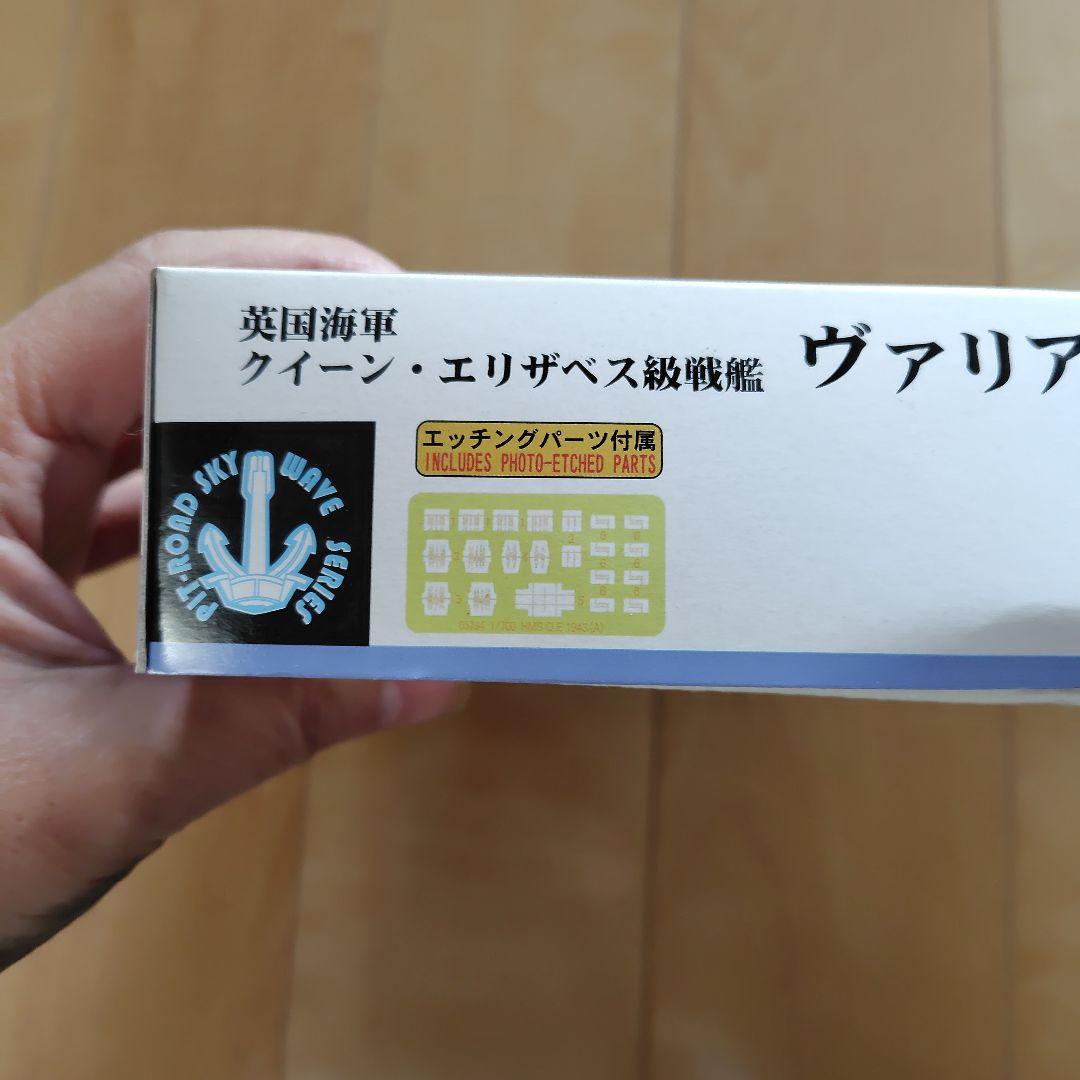 英国海軍
クイーン・エリザベス級戦艦 ヴァリア
エッチングパーツ付属
INCLUDES PHOTO-ETCHED PARTS
PIT-ROAD SKY WAVE SERIES
1/700 HMS Q.E 1943(A)